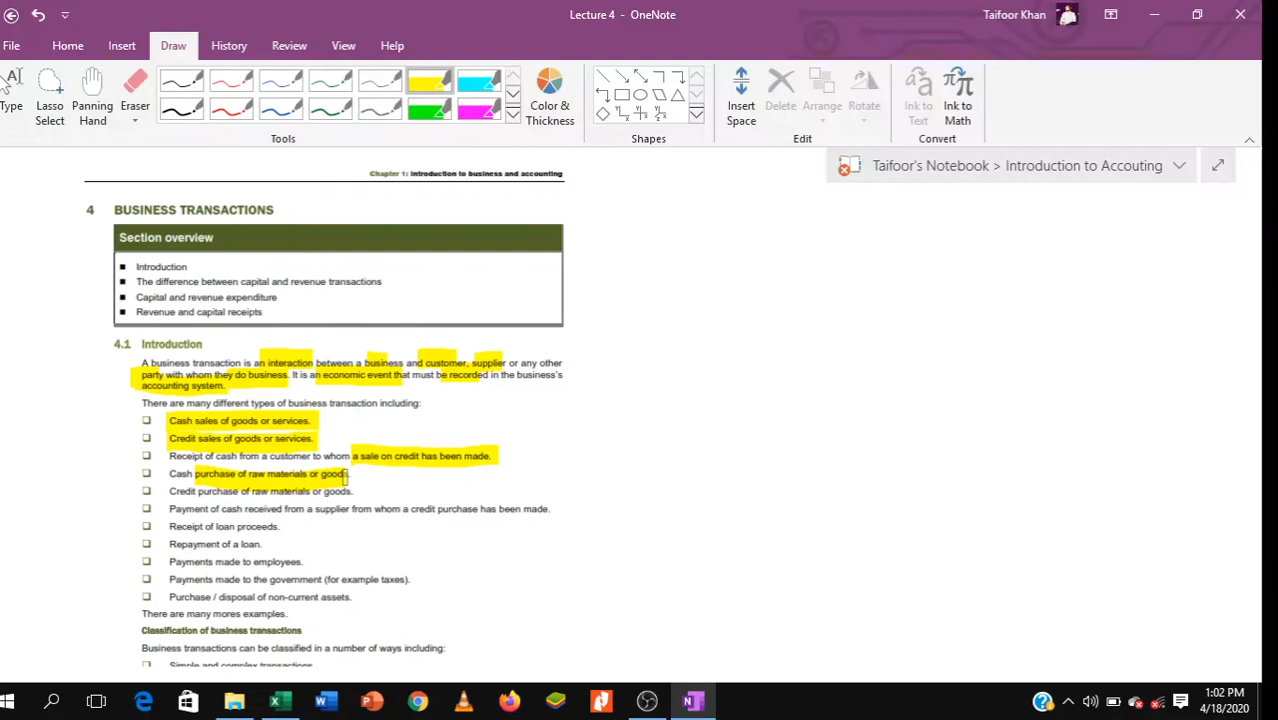 Lecture 4 - OneNote
Taifoor Khan
File Home Insert Draw History Review View Help
Type
Lasso Select
Panning Hand
Eraser
Color & Thickness
Insert Space
Delete
Arrange
Rotate
Ink to Text
Ink to Math
Tools
Shapes
Edit
Convert
Taifoor's Notebook > Introduction to Accouting
Chapter 1: Introduction to business and accounting
4 BUSINESS TRANSACTIONS
Section overview
■ Introduction
■ The difference between capital and revenue transactions
■ Capital and revenue expenditure
■ Revenue and capital receipts
4.1 Introduction
A business transaction is an interaction between a business and customer, supplier or any other
party with whom they do business. It is an economic event that must be recorded in the business's
accounting system.
There are many different types of business transaction including:
❑ Cash sales of goods or services.
❑ Credit sales of goods or services.
❑ Receipt of cash from a customer to whom a sale on credit has been made.
❑ Cash purchase of raw materials or goods.
❑ Credit purchase of raw materials or goods.
❑ Payment of cash received from a supplier from whom a credit purchase has been made.
❑ Receipt of loan proceeds.
❑ Repayment of a loan.
❑ Payments made to employees.
❑ Payments made to the government (for example taxes).
❑ Purchase / disposal of non-current assets.
There are many mores examples.
Classification of business transactions
Business transactions can be classified in a number of ways including:
❑ Simple and complex transactions
1:02 PM
4/18/2020